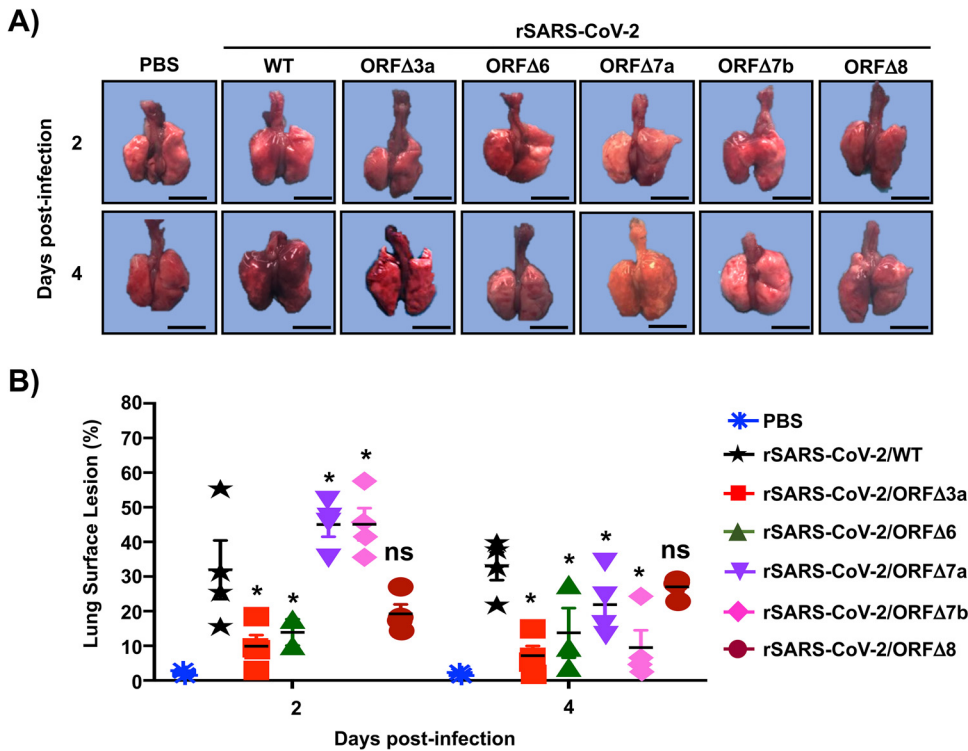 A)
rSARS-CoV-2
PBS WT ORFΔ3a ORFΔ6 ORFΔ7a ORFΔ7b ORFΔ8
Days post-infection
2
4
B)
Lung Surface Lesion (%)
80
70
60
50
40
30
20
10
0
* * * * ns
* * * * ns
2 4
Days post-infection
PBS
rSARS-CoV-2/WT
rSARS-CoV-2/ORFΔ3a
rSARS-CoV-2/ORFΔ6
rSARS-CoV-2/ORFΔ7a
rSARS-CoV-2/ORFΔ7b
rSARS-CoV-2/ORFΔ8